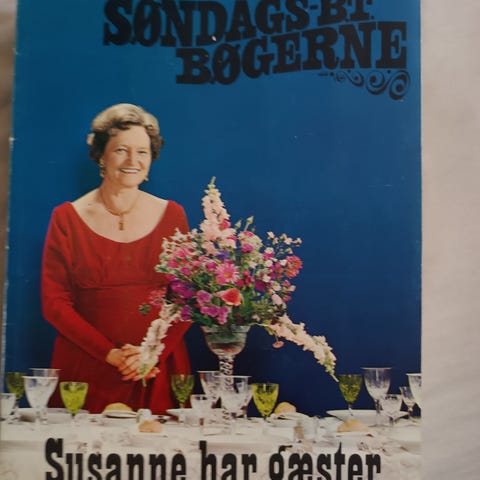 SØNDAGS-BT.
BØGERNE
Susanne har gæster